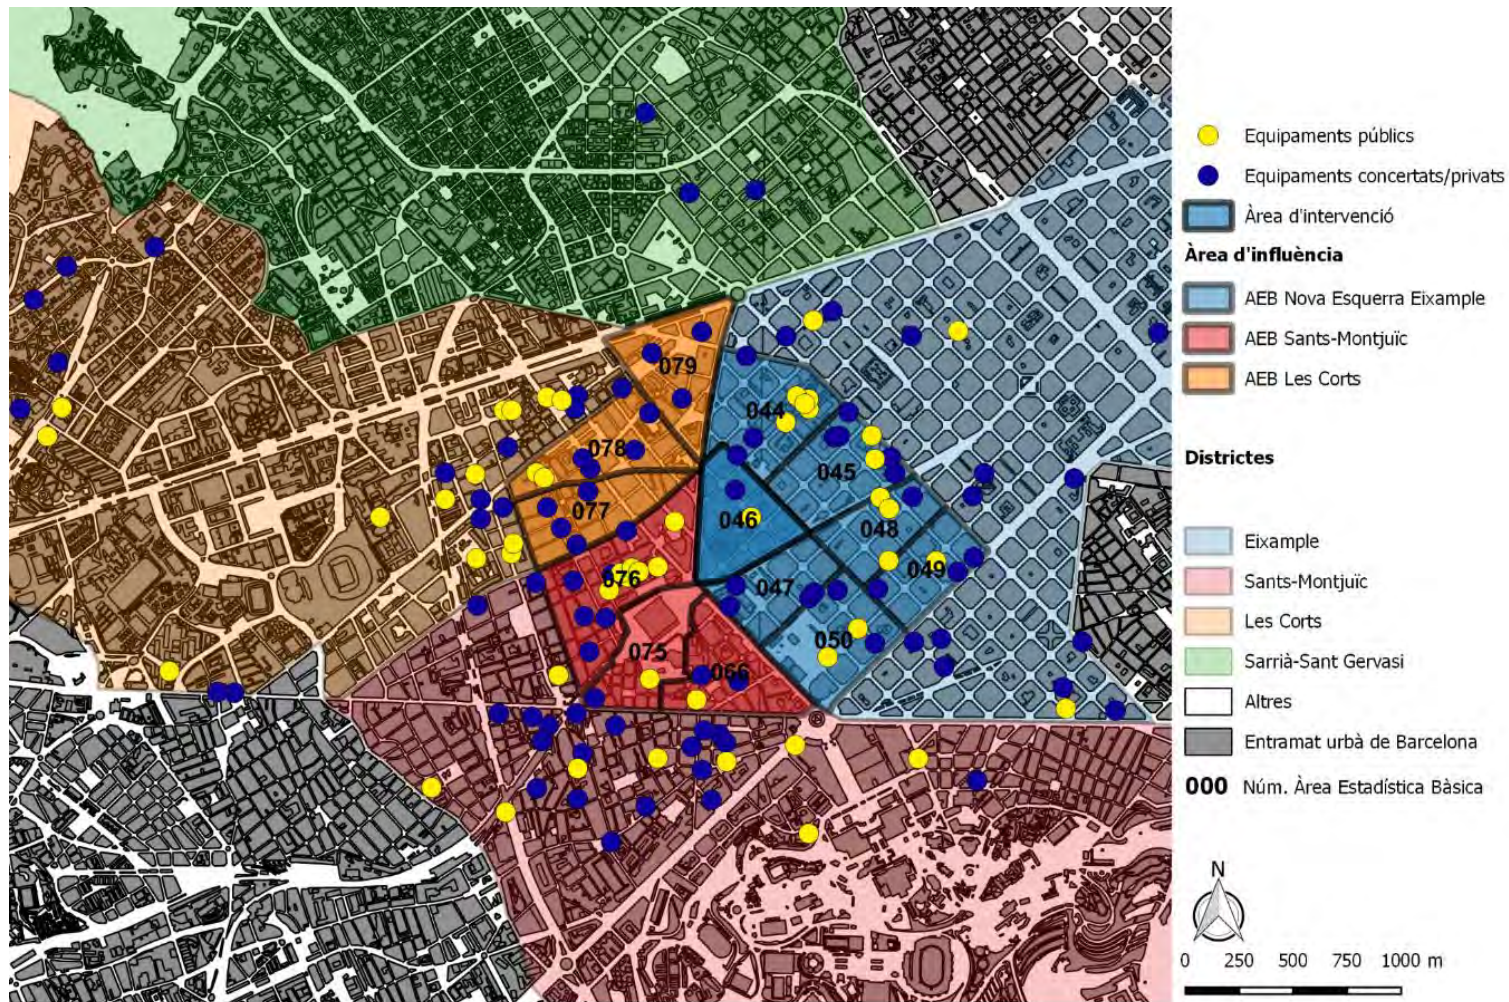 Equipaments públics
Equipaments concertats/privats
Àrea d'intervenció
Àrea d'influència
AEB Nova Esquerra Eixample
AEB Sants-Montjuïc
AEB Les Corts
Districtes
Eixample
Sants-Montjuïc
Les Corts
Sarrià-Sant Gervasi
Altres
Entramat urbà de Barcelona
000 Núm. Àrea Estadística Bàsica
N
0 250 500 750 1000 m
079
044
078
045
077
046
048
049
076
047
050
075
066